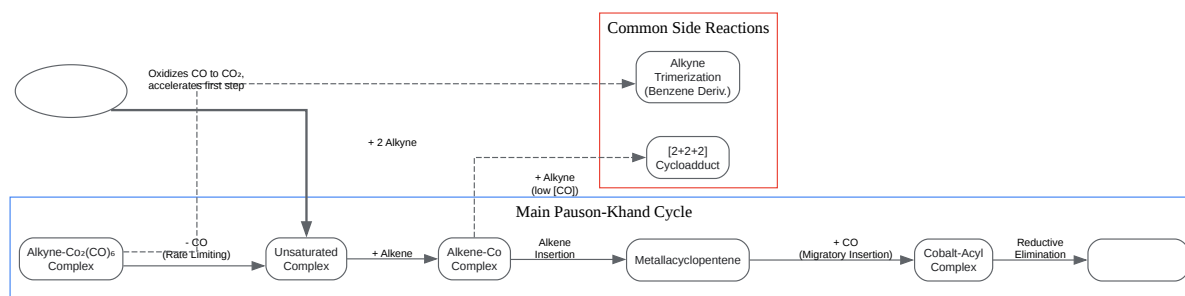 Common Side Reactions
Alkyne
Trimerization
(Benzene Deriv.)
Oxidizes CO to CO₂,
accelerates first step
+ 2 Alkyne
[2+2+2]
Cycloadduct
+ Alkyne
(low [CO])
Main Pauson-Khand Cycle
Alkyne-Co₂(CO)₆
Complex
- CO
(Rate Limiting)
Unsaturated
Complex
+ Alkene
Alkene-Co
Complex
Alkene
Insertion
Metallacyclopentene
+ CO
(Migratory Insertion)
Cobalt-Acyl
Complex
Reductive
Elimination